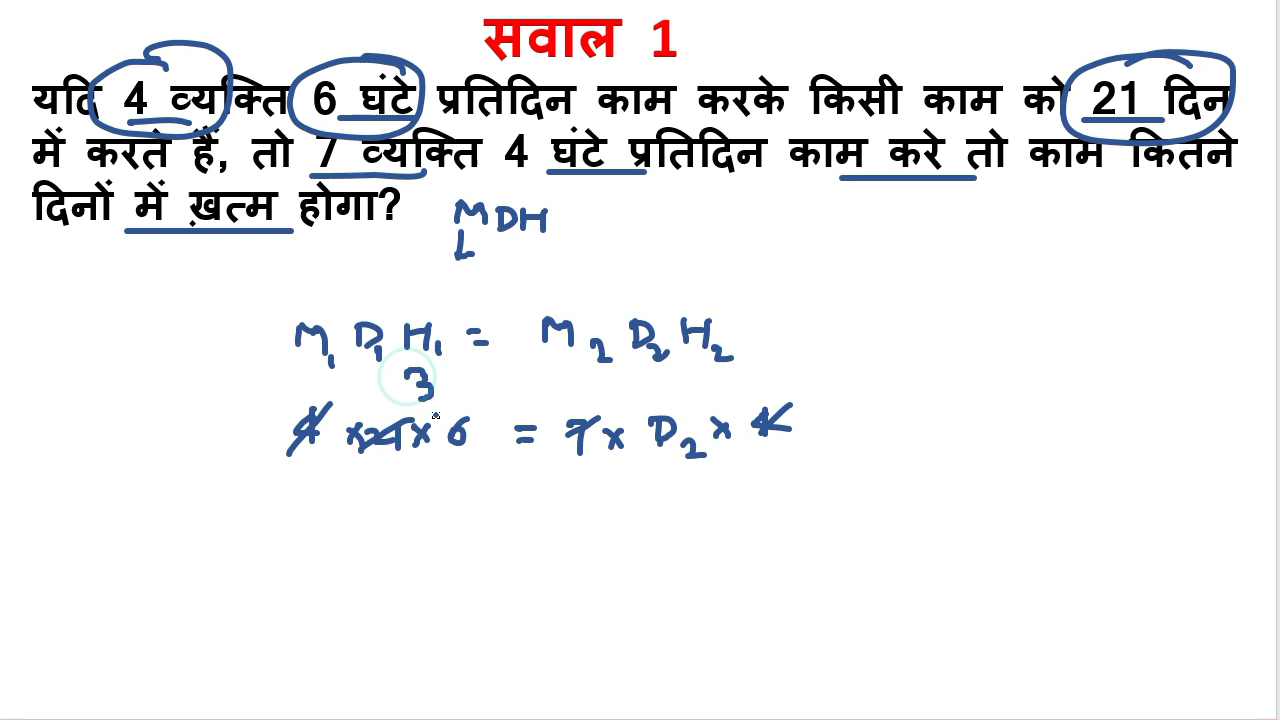 सवाल 1
यदि 4 व्यक्ति 6 घंटे प्रतिदिन काम करके किसी काम को 21 दिन
में करते हैं, तो 7 व्यक्ति 4 घंटे प्रतिदिन काम करे तो काम कितने
दिनों में ख़त्म होगा?
M DH
L
M₁ D₁ H₁ = M₂ D₂ H₂
3
4 x 21 x 6 = 7 x D₂ x 4